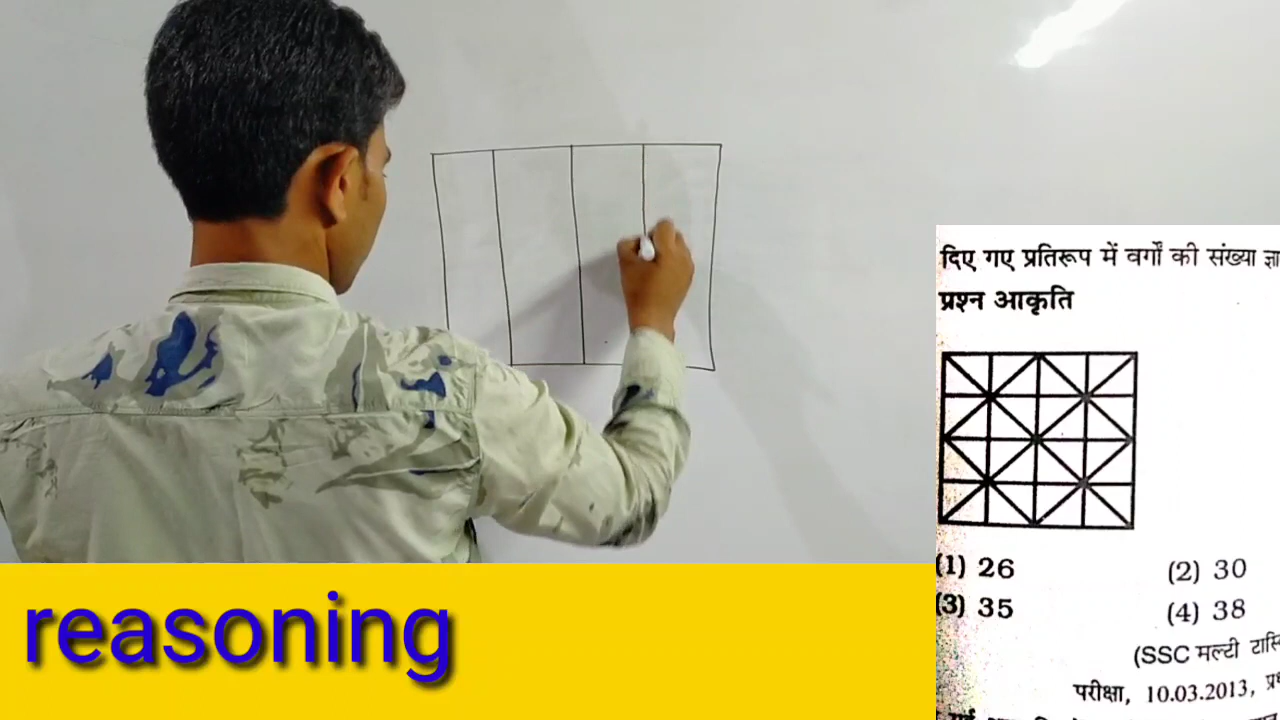 दिए गए प्रतिरूप में वर्गों की संख्या
प्रश्न आकृति
(1) 26 (2) 30
(3) 35 (4) 38
(SSC मल्टी
परीक्षा, 10.03.2013,
reasoning